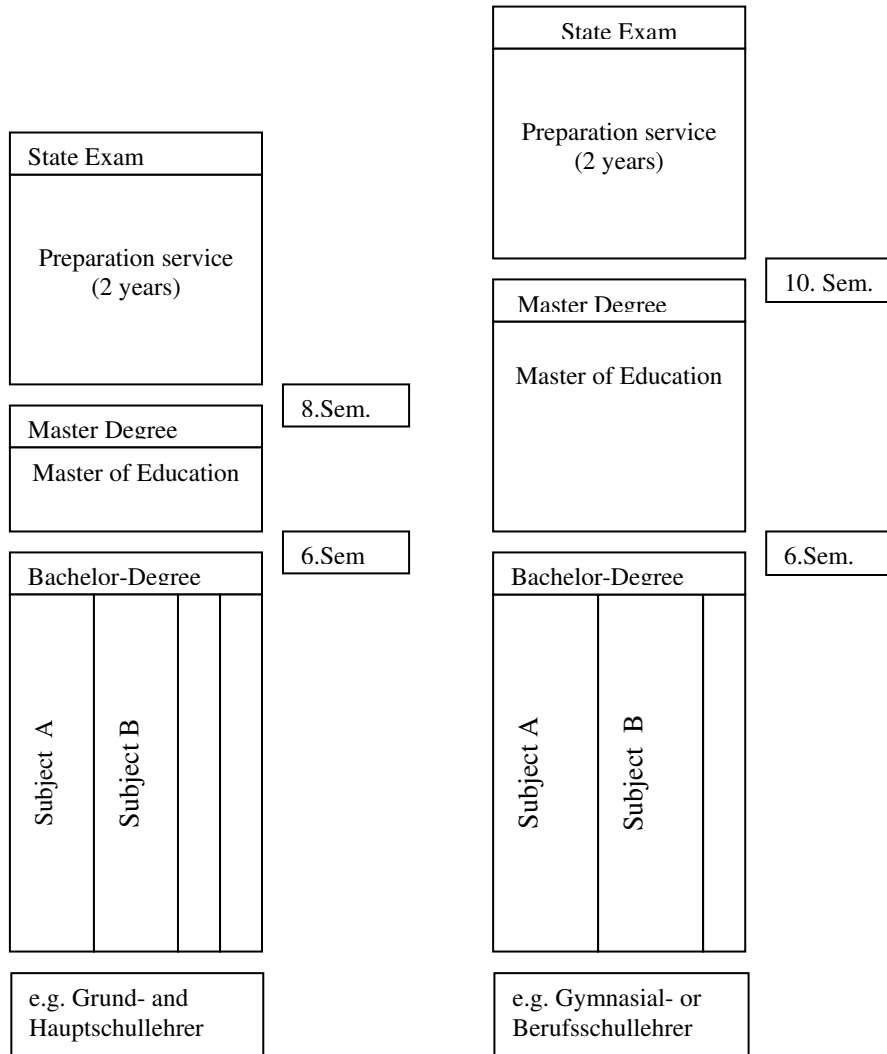 State Exam
Preparation service
(2 years)
Master Degree
Master of Education
8.Sem.
6.Sem
Bachelor-Degree
Subject A
Subject B
e.g. Grund- and
Hauptschullehrer
State Exam
Preparation service
(2 years)
10. Sem.
Master Degree
Master of Education
6.Sem.
Bachelor-Degree
Subject A
Subject B
e.g. Gymnasial- or
Berufsschullehrer